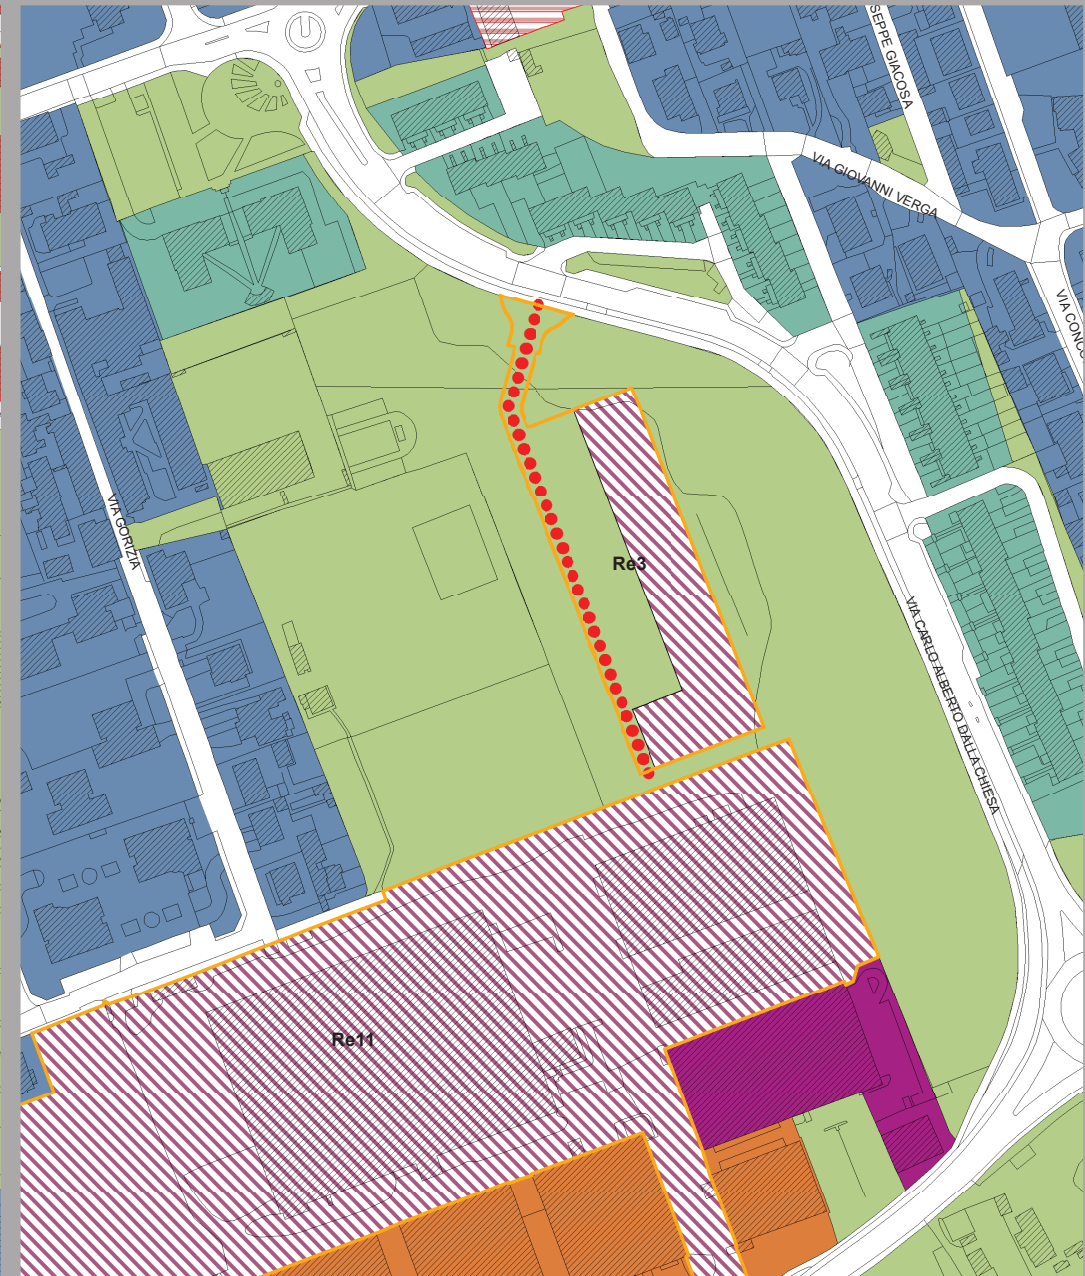 SEPPE GIACOSA
VIA GIOVANNI VERGA
VIA CONC
VIA GORIZIA
Re3
VIA CARLO ALBERTO DALLA CHIESA
Re11